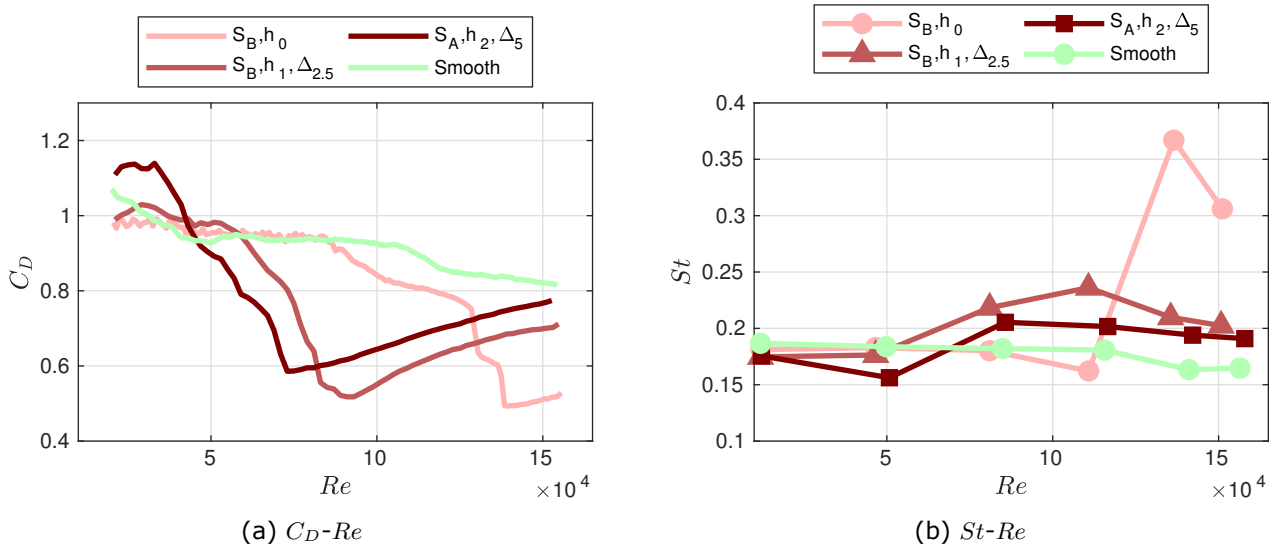 S_B,h_0
S_A,h_2,Δ_5
S_B,h_1,Δ_2.5
Smooth
1.2
1
0.8
0.6
0.4
C_D
5
10
15
×10^4
Re
(a) C_D-Re
S_B,h_0
S_A,h_2,Δ_5
S_B,h_1,Δ_2.5
Smooth
0.4
0.35
0.3
0.25
0.2
0.15
0.1
St
5
10
15
×10^4
Re
(b) St-Re